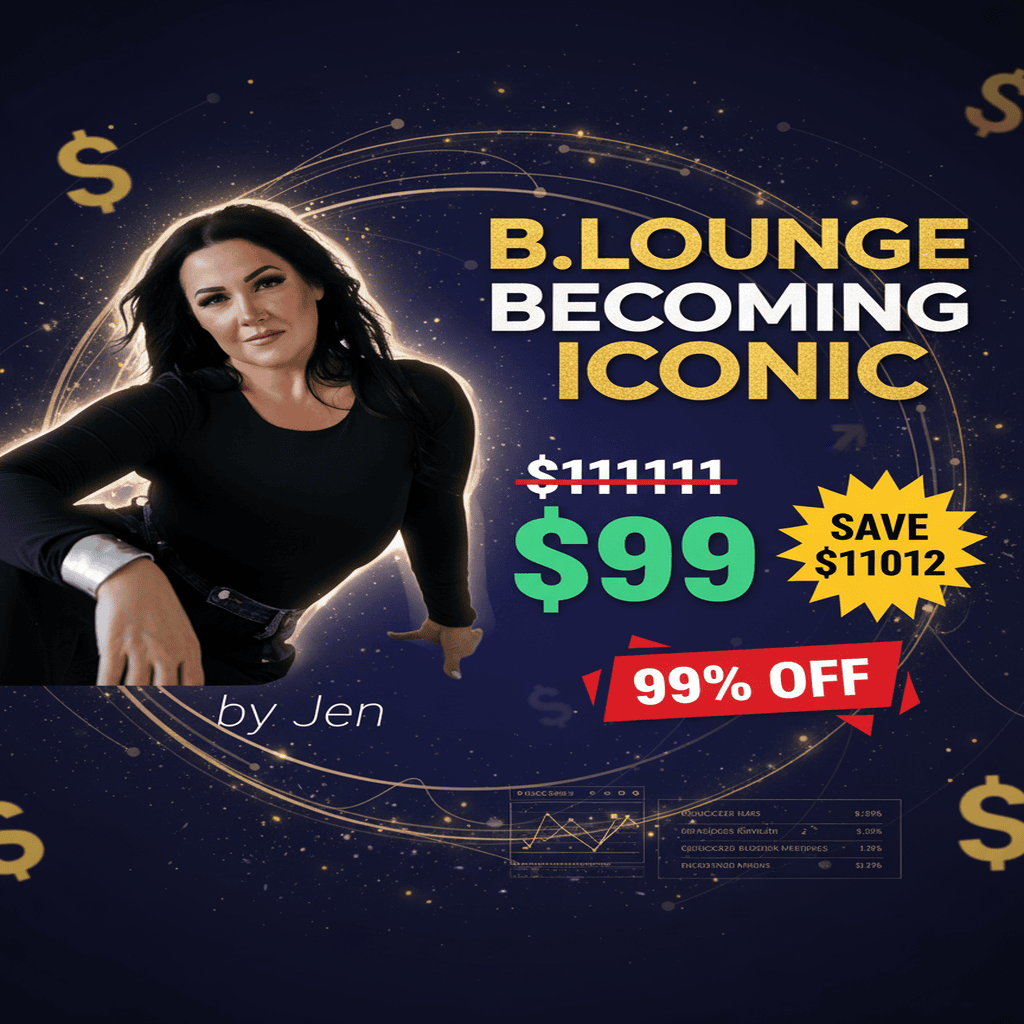 B.LOUNGE
BECOMING
ICONIC
$111111
$99
SAVE
$11012
99% OFF
by Jen